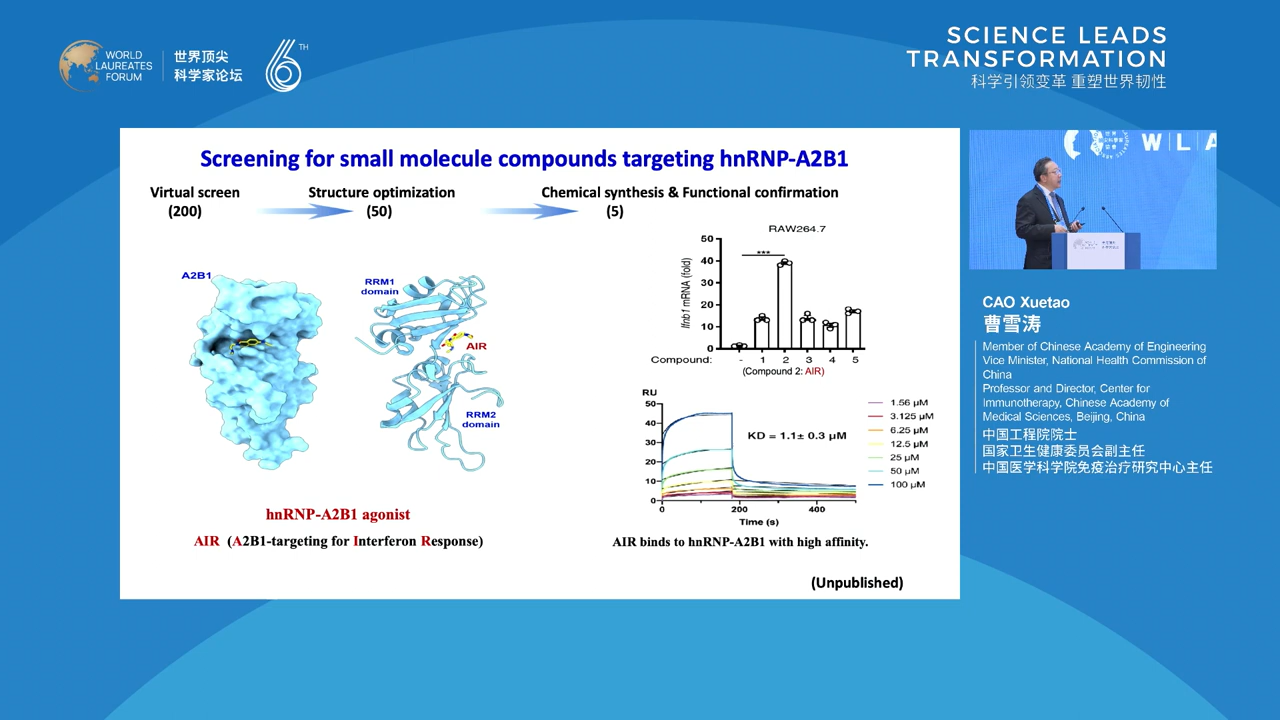 WORLD
LAUREATES
FORUM
世界顶尖
科学家论坛
6TH
SCIENCE LEADS
TRANSFORMATION
科学引领变革 重塑世界韧性
Screening for small molecule compounds targeting hnRNP-A2B1
Virtual screen
(200)
Structure optimization
(50)
Chemical synthesis & Functional confirmation
(5)
A2B1
RRM1
domain
AIR
RRM2
domain
hnRNP-A2B1 agonist
AIR (A2B1-targeting for Interferon Response)
RAW264.7
Ifnb1 mRNA (fold)
50
40
30
20
10
0
***
Compound: - 1 2 3 4 5
(Compound 2: AIR)
RU
50
40
30
20
10
0
KD = 1.1± 0.3 µM
0 200 400
Time (s)
1.56 µM
3.125 µM
6.25 µM
12.5 µM
25 µM
50 µM
100 µM
AIR binds to hnRNP-A2B1 with high affinity.
(Unpublished)
W L A
CAO Xuetao
曹雪涛
Member of Chinese Academy of Engineering
Vice Minister, National Health Commission of
China
Professor and Director, Center for
Immunotherapy, Chinese Academy of
Medical Sciences, Beijing, China
中国工程院院士
国家卫生健康委员会副主任
中国医学科学院免疫治疗研究中心主任